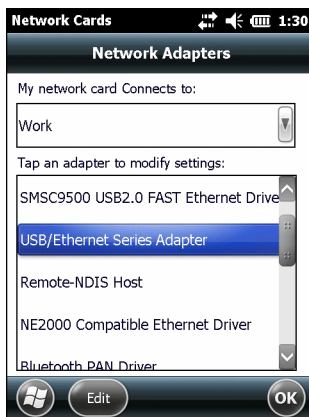 Network Cards 1:30
Network Adapters
My network card Connects to:
Work
Tap an adapter to modify settings:
SMSC9500 USB2.0 FAST Ethernet Drive
USB/Ethernet Series Adapter
Remote-NDIS Host
NE2000 Compatible Ethernet Driver
Bluetooth PAN Driver
Edit OK